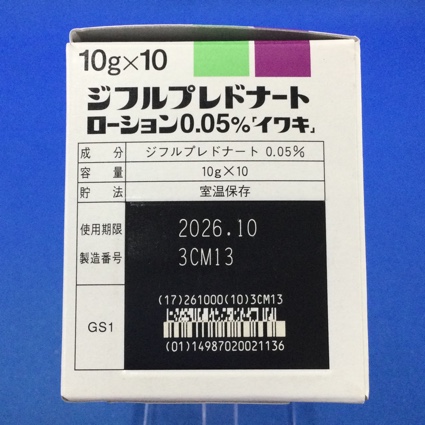 10g×10
ジフルプレドナート
ローション0.05%「イワキ」
成分 ジフルプレドナート 0.05%
容量 10g×10
貯法 室温保存
使用期限 2026.10
製造番号 3CM13
(17)261000(10)3CM13
GS1
(01)14987020021136